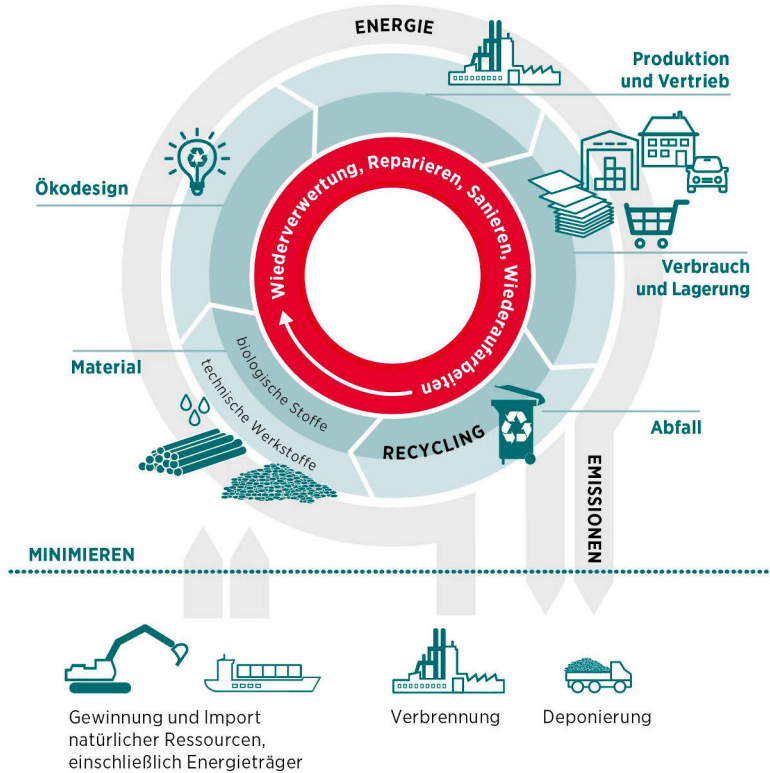 ENERGIE
Produktion
und Vertrieb
Ökodesign
Wiederverwertung, Reparieren, Sanieren, Wiederaufarbeiten
Verbrauch
und Lagerung
Material
biologische Stoffe
technische Werkstoffe
RECYCLING
Abfall
EMISSIONEN
MINIMIEREN
Gewinnung und Import
natürlicher Ressourcen,
einschließlich Energieträger
Verbrennung
Deponierung